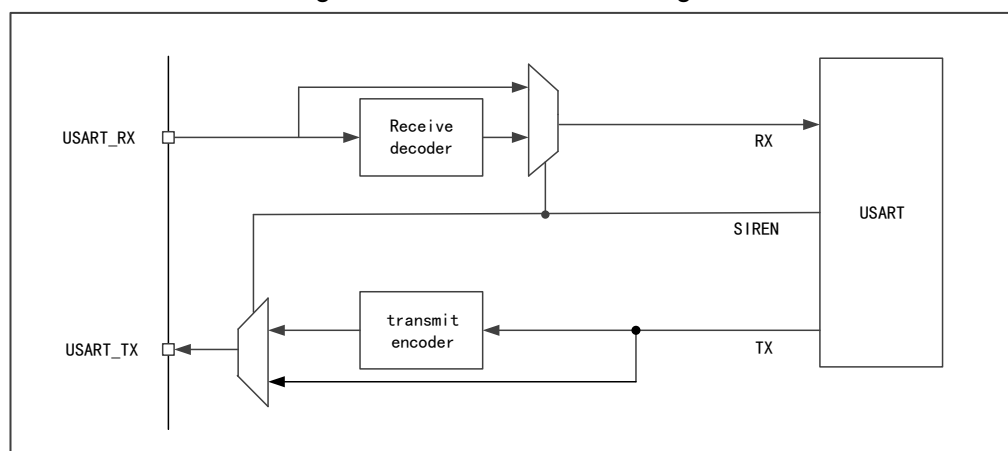 USART_RX
Receive
decoder
RX
SIREN
USART
transmit
encoder
USART_TX
TX